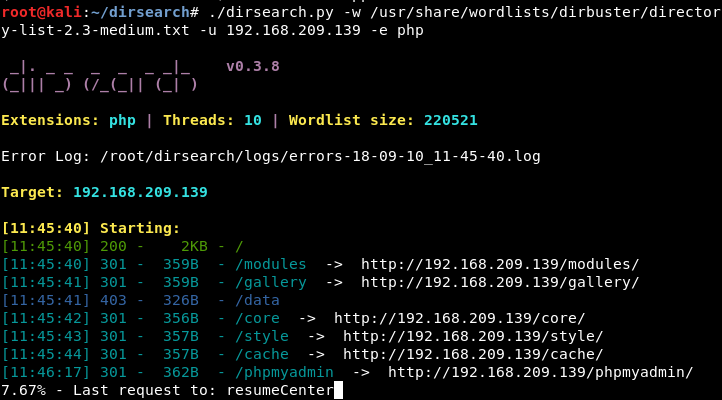 root@kali:~/dirsearch# ./dirsearch.py -w /usr/share/wordlists/dirbuster/director
y-list-2.3-medium.txt -u 192.168.209.139 -e php
 _|. _ _  _  _  _ _|_    v0.3.8
(_||| _) (/_(_|| (_| )
Extensions: php | Threads: 10 | Wordlist size: 220521
Error Log: /root/dirsearch/logs/errors-18-09-10_11-45-40.log
Target: 192.168.209.139
[11:45:40] Starting:
[11:45:40] 200 -    2KB - /
[11:45:40] 301 -  359B  - /modules  ->  http://192.168.209.139/modules/
[11:45:41] 301 -  359B  - /gallery  ->  http://192.168.209.139/gallery/
[11:45:41] 403 -  326B  - /data
[11:45:42] 301 -  356B  - /core  ->  http://192.168.209.139/core/
[11:45:43] 301 -  357B  - /style  ->  http://192.168.209.139/style/
[11:45:44] 301 -  357B  - /cache  ->  http://192.168.209.139/cache/
[11:46:17] 301 -  362B  - /phpmyadmin  ->  http://192.168.209.139/phpmyadmin/
7.67% - Last request to: resumeCenter